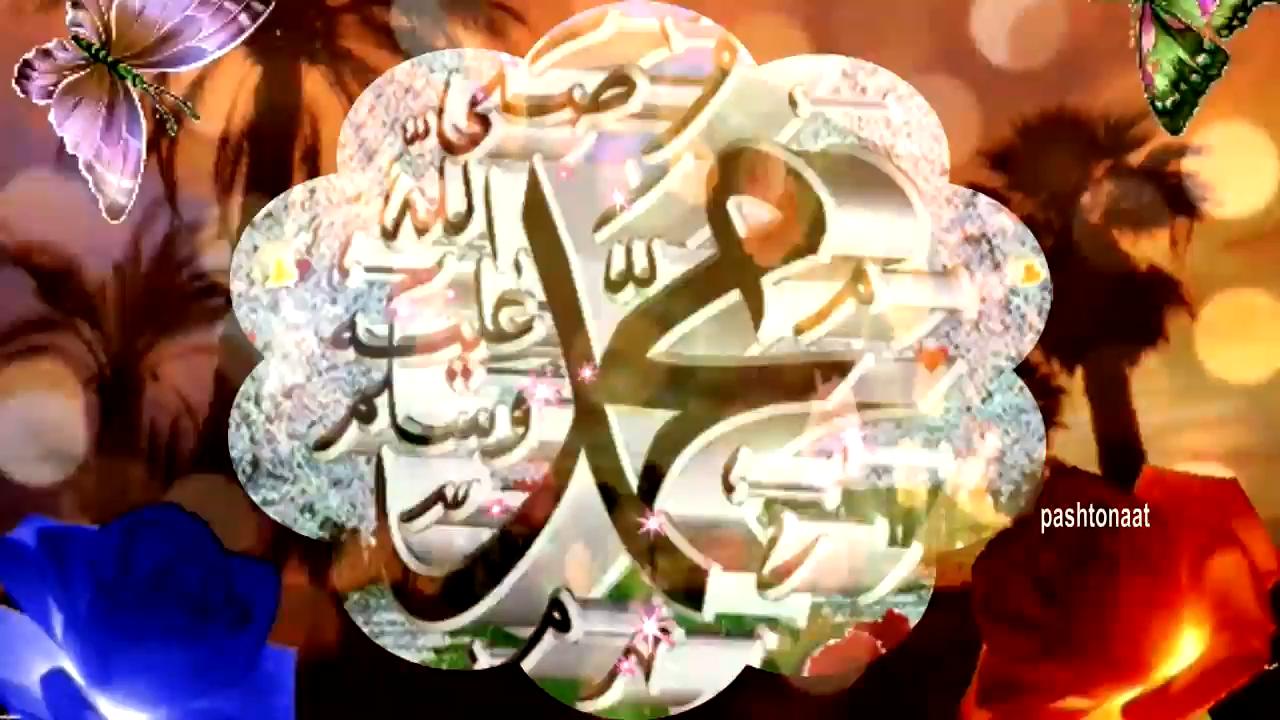 صلى
الله
عليه
وسلم
محمد
pashtonaat